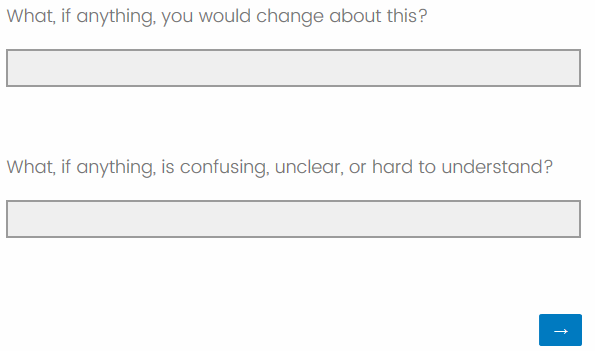 What, if anything, you would change about this?
What, if anything, is confusing, unclear, or hard to understand?
→